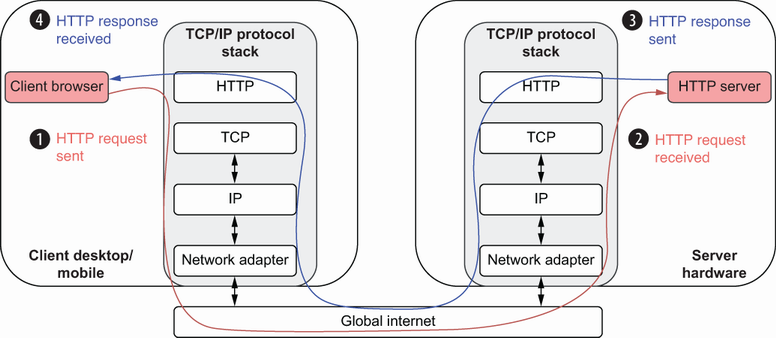 4 HTTP response
received
TCP/IP protocol
stack
Client browser
HTTP
1 HTTP request
sent
TCP
IP
Client desktop/
mobile
Network adapter
TCP/IP protocol
stack
3 HTTP response
sent
HTTP
HTTP server
TCP
2 HTTP request
received
IP
Network adapter
Server
hardware
Global internet